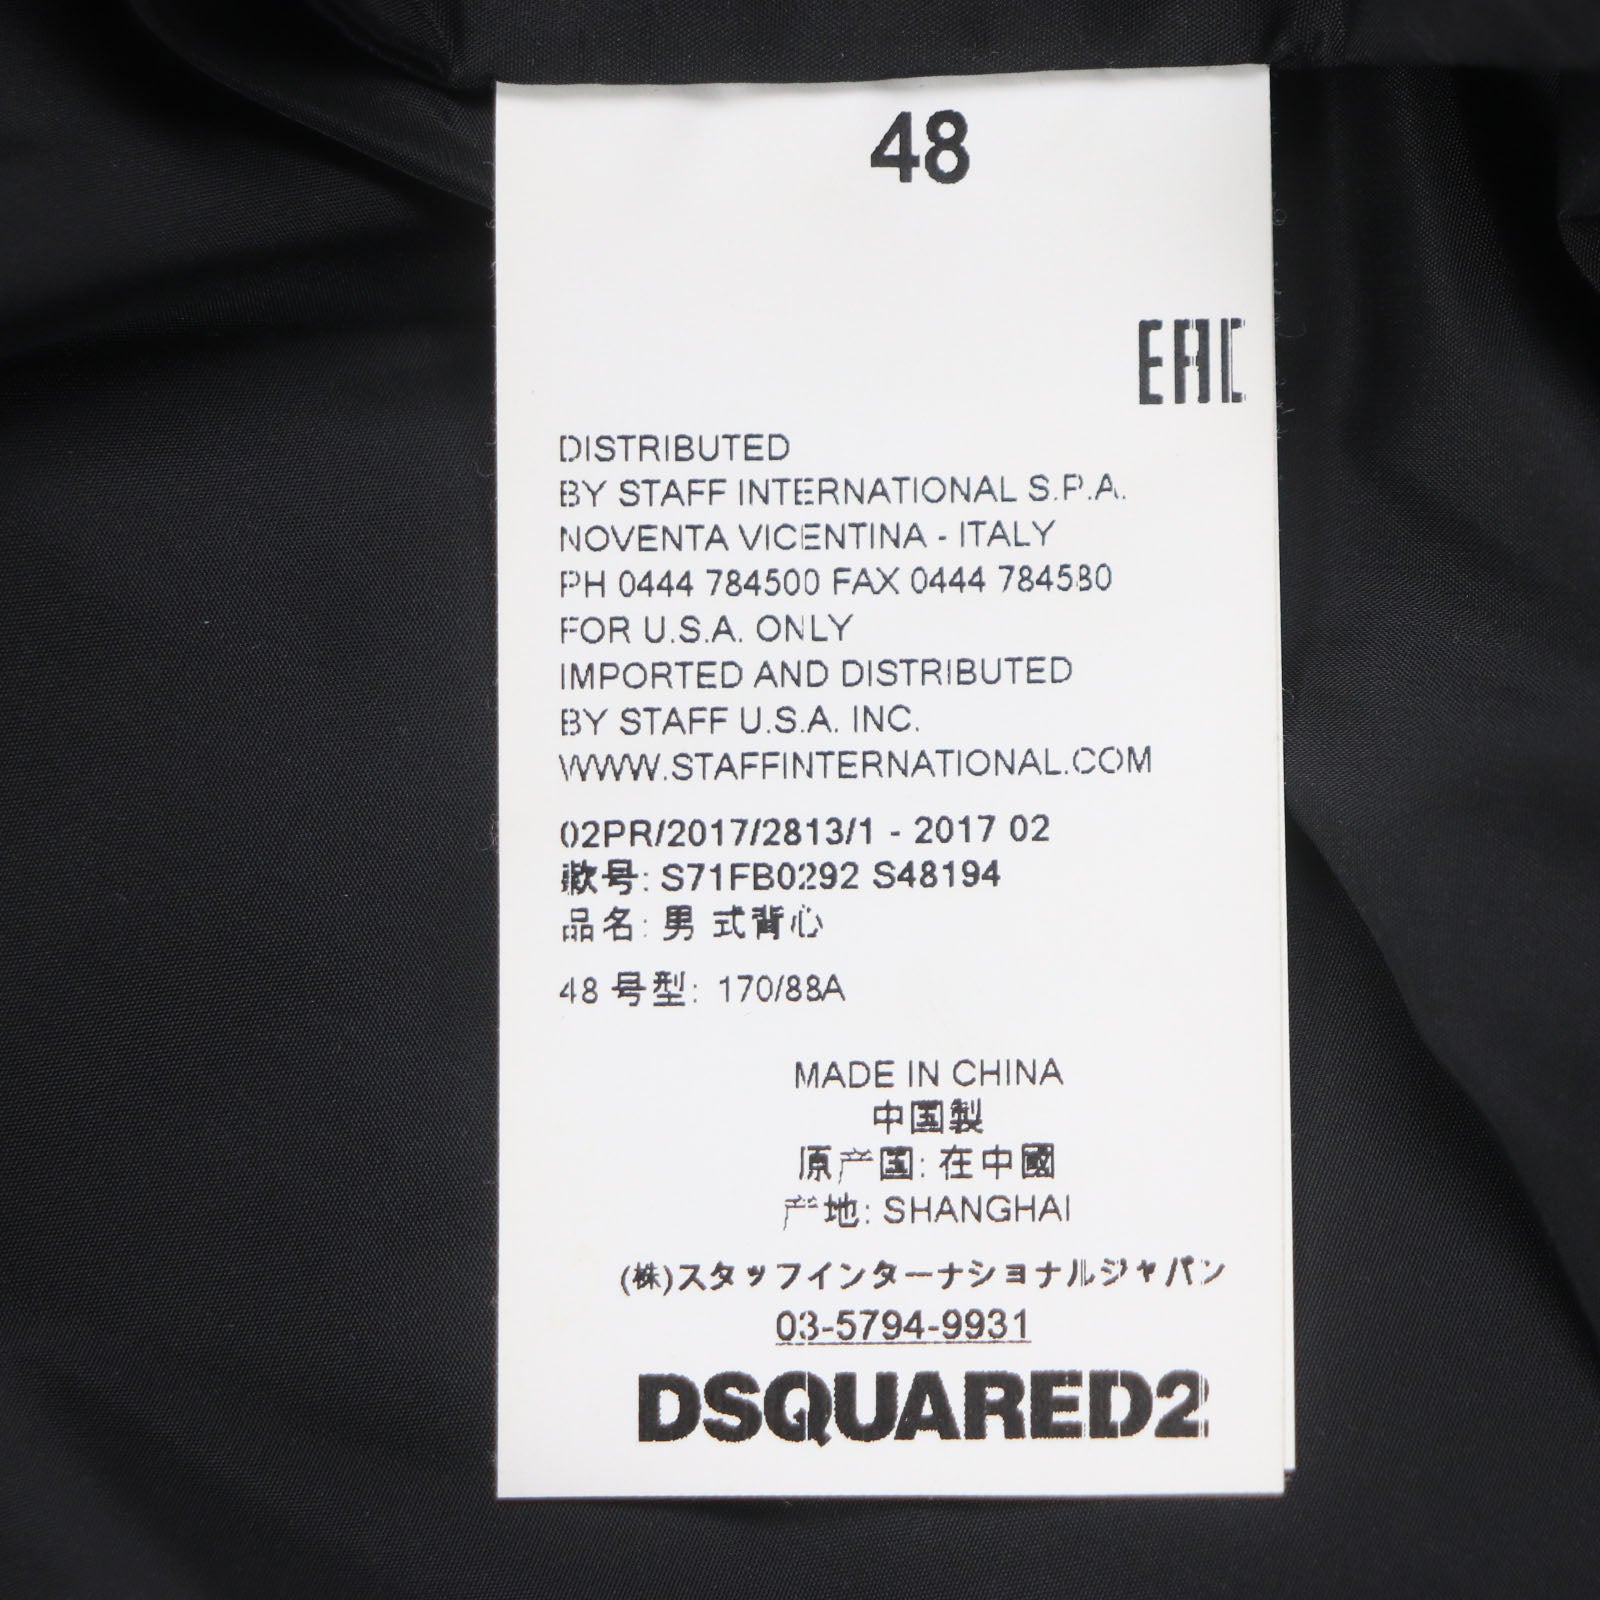 48
EAC
DISTRIBUTED
BY STAFF INTERNATIONAL S.P.A.
NOVENTA VICENTINA - ITALY
PH 0444 784500 FAX 0444 784580
FOR U.S.A. ONLY
IMPORTED AND DISTRIBUTED
BY STAFF U.S.A. INC.
WWW.STAFFINTERNATIONAL.COM
02PR/2017/2813/1 - 2017 02
款号: S71FB0292 S48194
品名: 男 式背心
48 号型: 170/88A
MADE IN CHINA
中国製
原产国: 在中國
产地: SHANGHAI
(株)スタッフインターナショナルジャパン
03-5794-9931
DSQUARED2